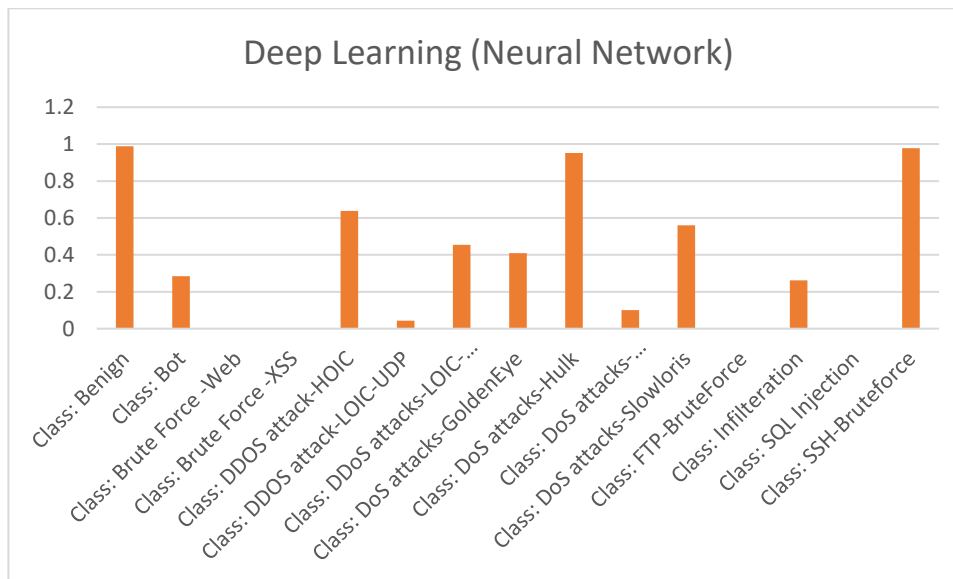 Deep Learning (Neural Network)
1.2
1
0.8
0.6
0.4
0.2
0
Class: Benign
Class: Bot
Class: Brute Force -Web
Class: Brute Force -XSS
Class: DDOS attack-HOIC
Class: DDOS attack-LOIC-UDP
Class: DDoS attacks-LOIC-...
Class: DoS attacks-GoldenEye
Class: DoS attacks-Hulk
Class: DoS attacks-...
Class: DoS attacks-Slowloris
Class: FTP-BruteForce
Class: Infilteration
Class: SQL Injection
Class: SSH-Bruteforce